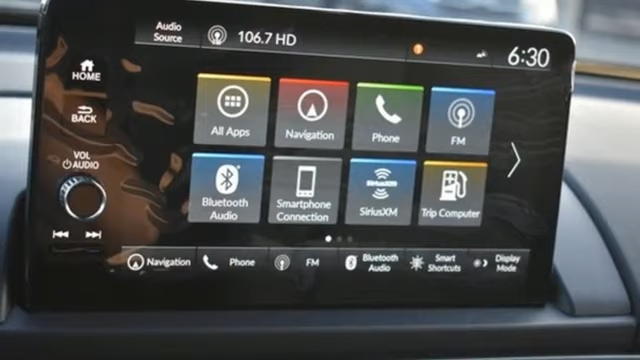 Audio
Source
106.7 HD
6:30
HOME
BACK
VOL
AUDIO
All Apps
Navigation
Phone
FM
Bluetooth
Audio
Smartphone
Connection
SiriusXM
SiriusXM
Trip Computer
Navigation
Phone
FM
Bluetooth
Audio
Smart
Shortcuts
Display
Mode